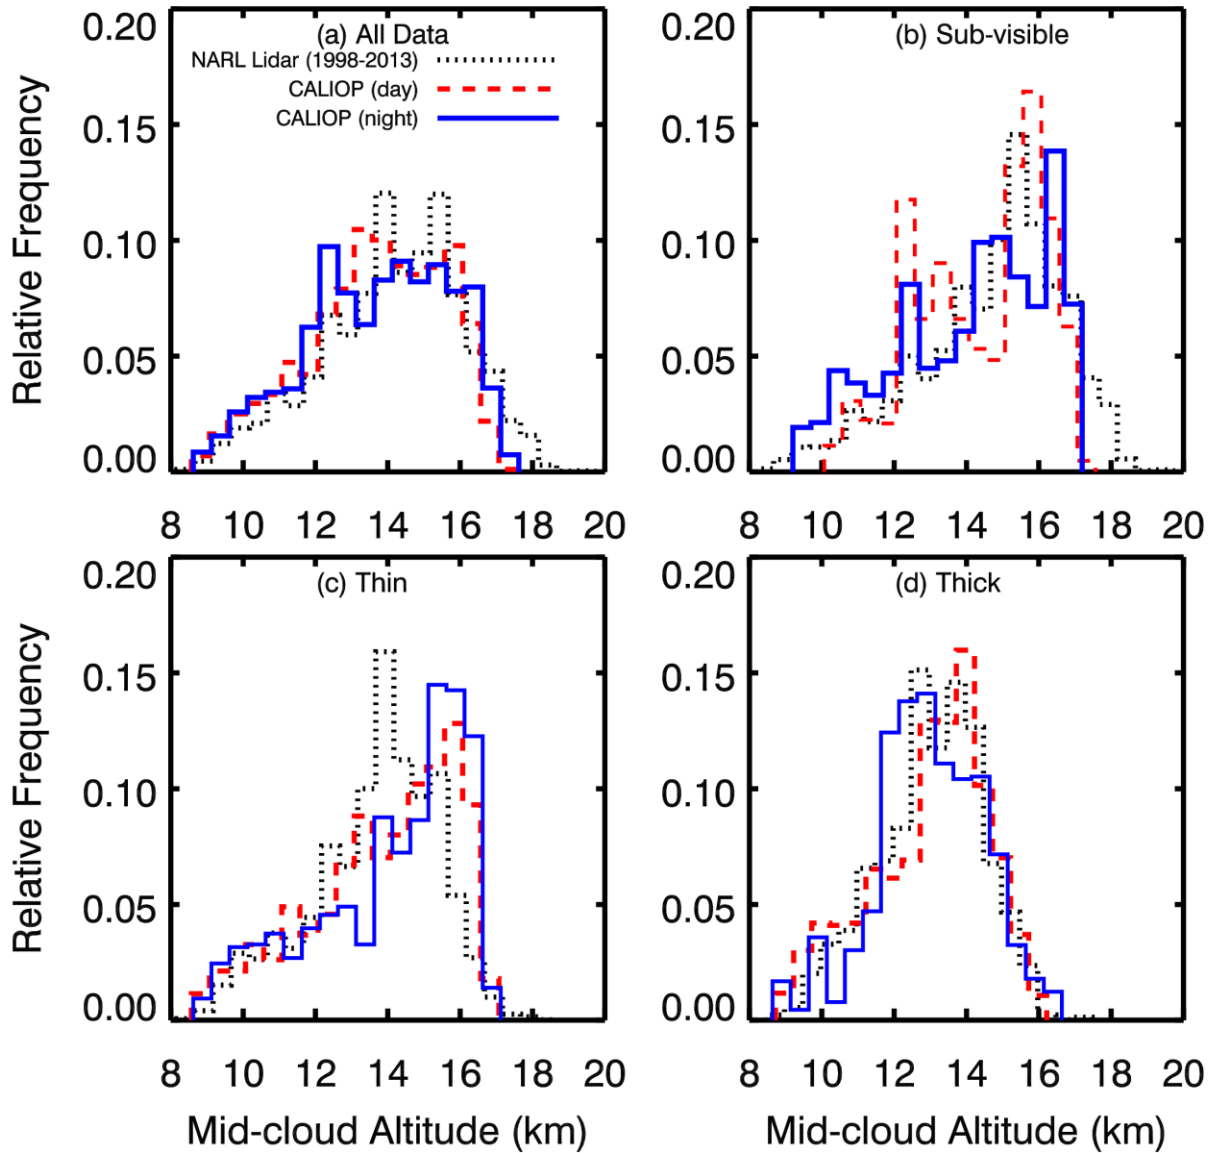 (a) All Data
NARL Lidar (1998-2013)
CALIOP (day)
CALIOP (night)
Relative Frequency
0.20
0.15
0.10
0.05
0.00
8 10 12 14 16 18 20
(b) Sub-visible
0.20
0.15
0.10
0.05
0.00
8 10 12 14 16 18 20
(c) Thin
Relative Frequency
0.20
0.15
0.10
0.05
0.00
8 10 12 14 16 18 20
Mid-cloud Altitude (km)
(d) Thick
0.20
0.15
0.10
0.05
0.00
8 10 12 14 16 18 20
Mid-cloud Altitude (km)